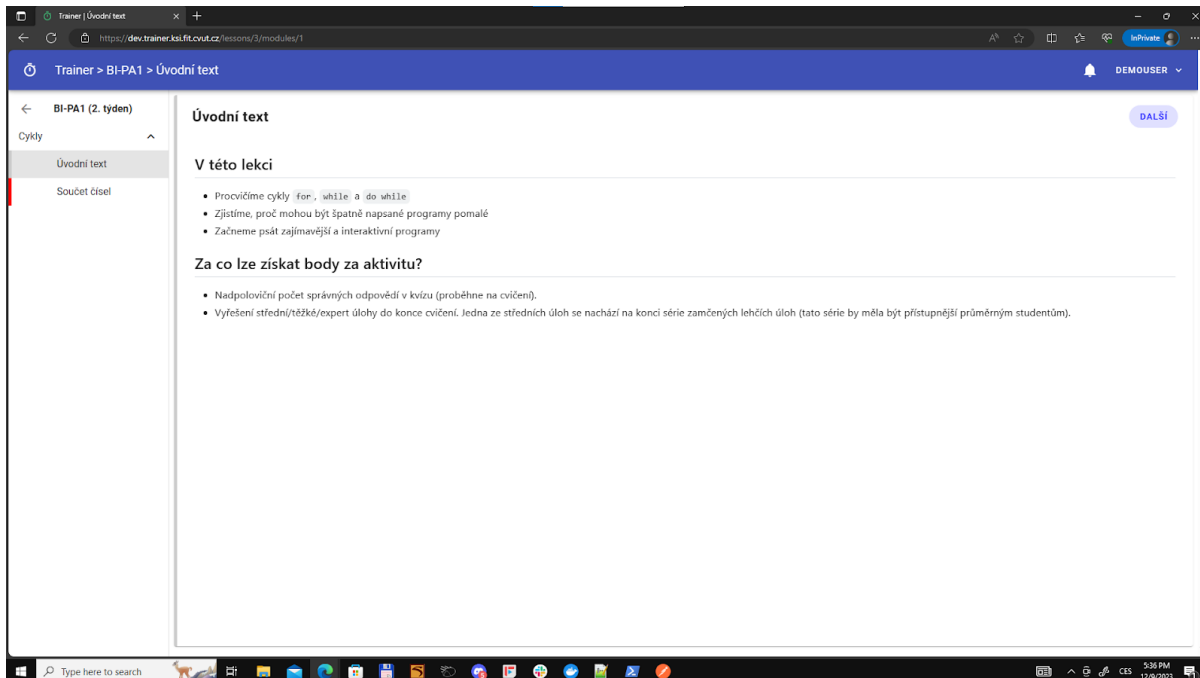 Trainer | Úvodní text
https://dev.trainer.ksi.fit.cvut.cz/lessons/3/modules/1
InPrivate
Trainer > BI-PA1 > Úvodní text
DEMOUSER
BI-PA1 (2. týden)
Cykly
Úvodní text
Součet čísel
Úvodní text
DALŠÍ
V této lekci
Procvičíme cykly for, while a do while
Zjistíme, proč mohou být špatně napsané programy pomalé
Začneme psát zajímavější a interaktivní programy
Za co lze získat body za aktivitu?
Nadpoloviční počet správných odpovědí v kvízu (proběhne na cvičení).
Vyřešení střední/těžké/expert úlohy do konce cvičení. Jedna ze středních úloh se nachází na konci série zamčených lehčích úloh (tato série by měla být přístupnější průměrným studentům).
Type here to search
CES
5:36 PM
12/9/2023